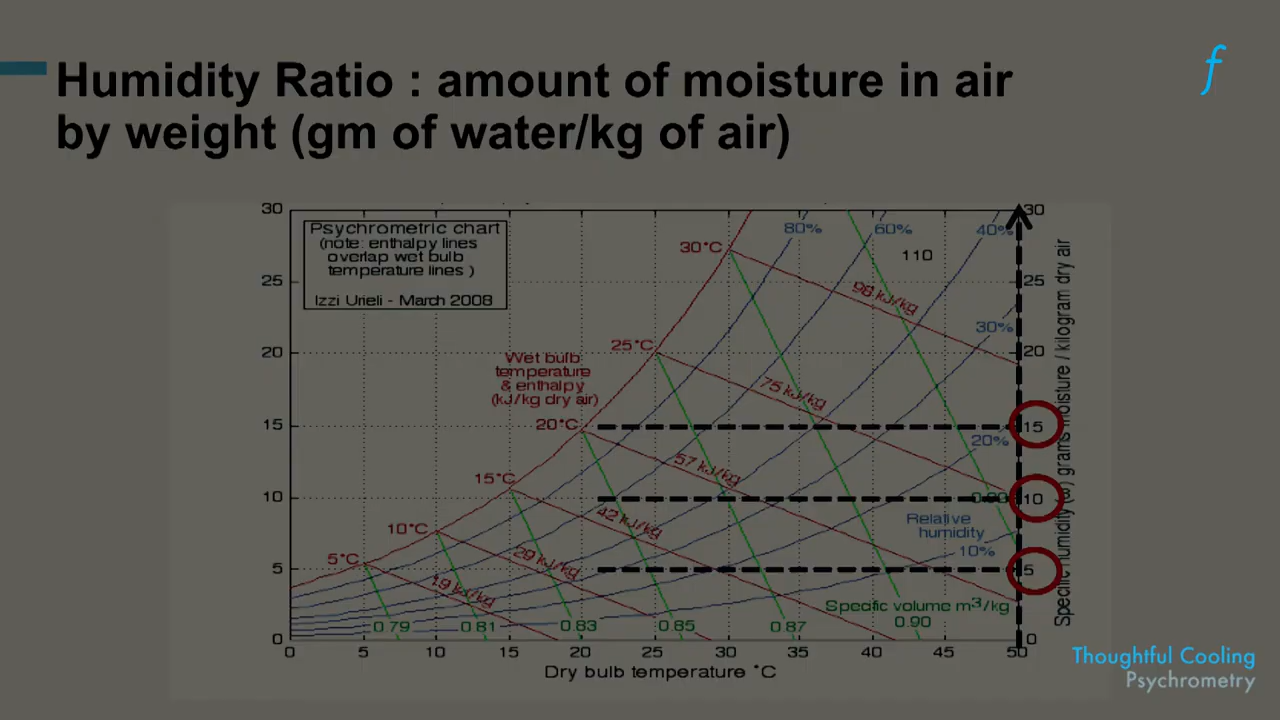 Humidity Ratio : amount of moisture in air
by weight (gm of water/kg of air)
f
Psychrometric chart
(note: enthalpy lines
overlap wet bulb
temperature lines )
Izzi Urieli - March 2008
30
25
20
15
10
5
0
0 5 10 15 20 25 30 35 40 45 50
Dry bulb temperature °C
30
25
20
15
10
5
0
Specific humidity grams moisture / kilogram dry air
80%
60%
40%
30%
20%
10%
Relative
humidity
110
30°C
25°C
20°C
15°C
10°C
5°C
Wet bulb
temperature
& enthalpy
(kJ/kg dry air)
98 kJ/kg
75 kJ/kg
57 kJ/kg
42 kJ/kg
29 kJ/kg
19 kJ/kg
Specific volume m3/kg
0.79 0.81 0.83 0.85 0.87 0.90
Thoughtful Cooling
Psychrometry